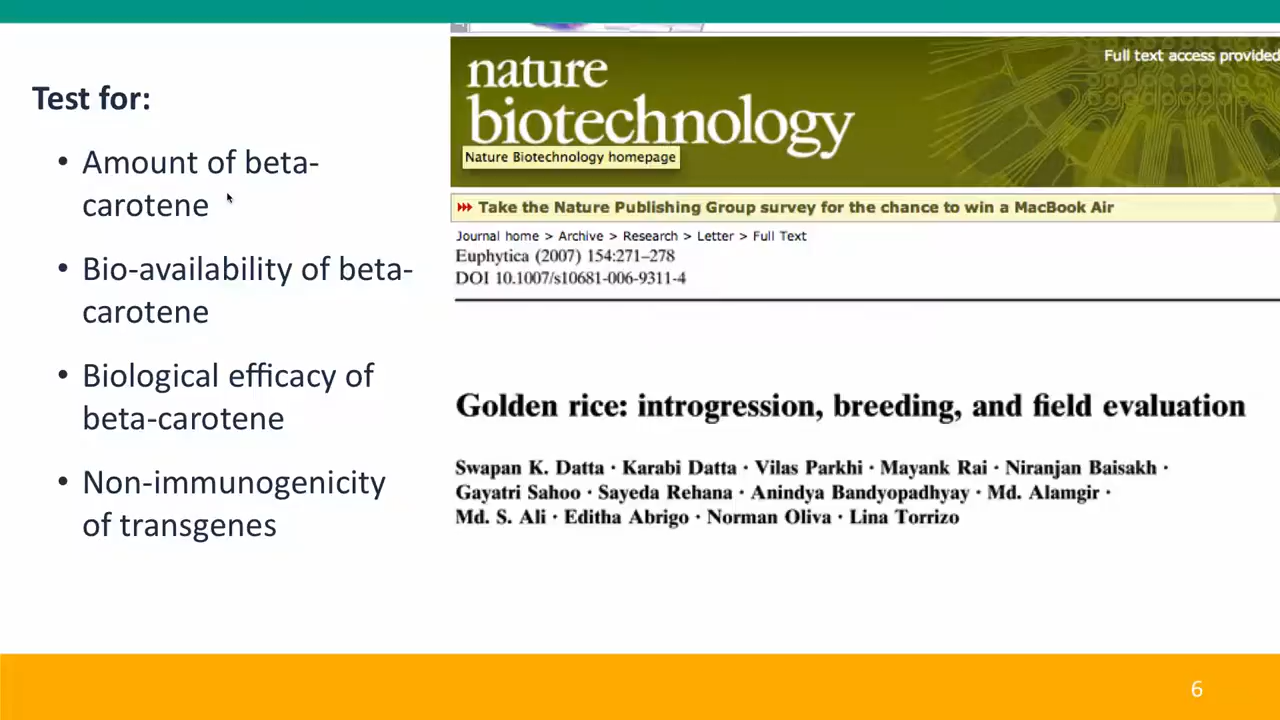 Test for:
• Amount of beta-
carotene
• Bio-availability of beta-
carotene
• Biological efficacy of
beta-carotene
• Non-immunogenicity
of transgenes
Full text access provided
nature
biotechnology
Nature Biotechnology homepage
Take the Nature Publishing Group survey for the chance to win a MacBook Air
Journal home > Archive > Research > Letter > Full Text
Euphytica (2007) 154:271–278
DOI 10.1007/s10681-006-9311-4
Golden rice: introgression, breeding, and field evaluation
Swapan K. Datta · Karabi Datta · Vilas Parkhi · Mayank Rai · Niranjan Baisakh ·
Gayatri Sahoo · Sayeda Rehana · Anindya Bandyopadhyay · Md. Alamgir ·
Md. S. Ali · Editha Abrigo · Norman Oliva · Lina Torrizo
6